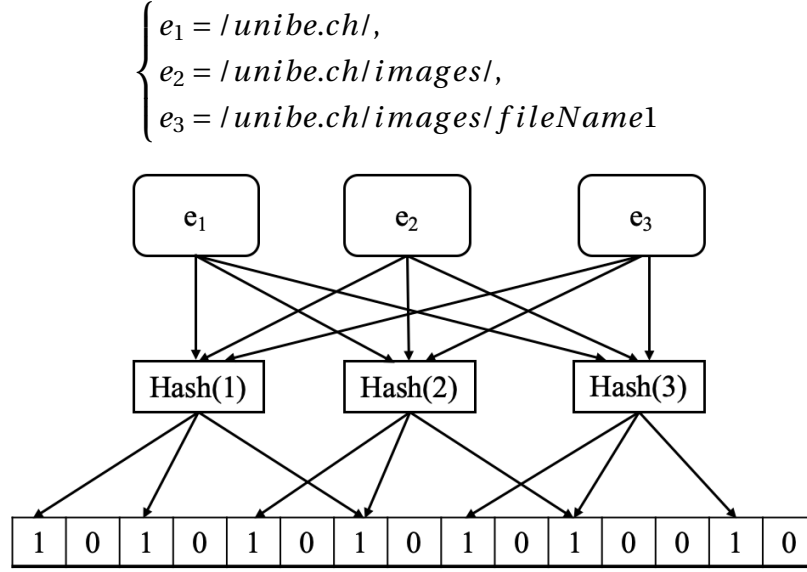 e₁ = /unibe.ch/,
e₂ = /unibe.ch/images/,
e₃ = /unibe.ch/images/fileName1
e₁ e₂ e₃
Hash(1) Hash(2) Hash(3)
1 0 1 0 1 0 1 0 1 0 1 0 0 1 0